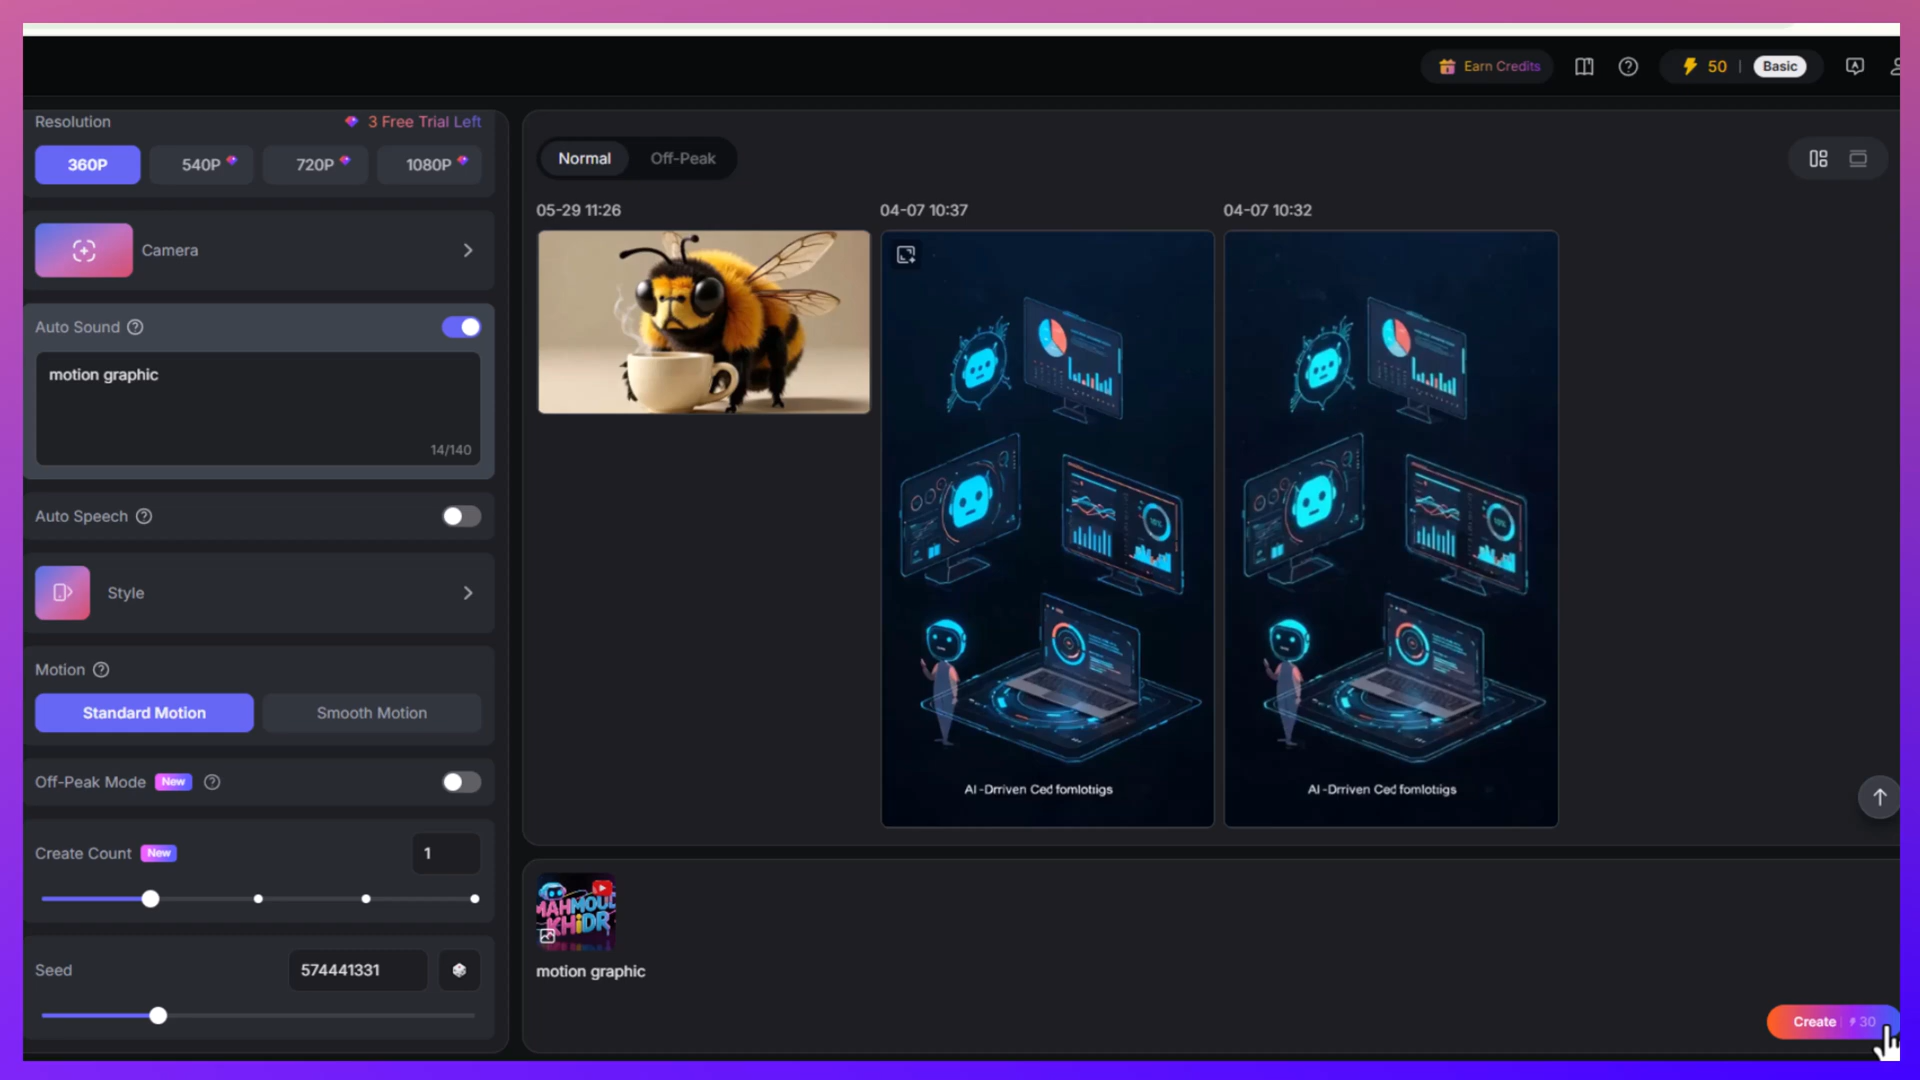 Earn Credits
50 | Basic
Resolution
3 Free Trial Left
360P
540P
720P
1080P
Camera
Auto Sound
motion graphic
14/140
Auto Speech
Style
Motion
Standard Motion
Smooth Motion
Off-Peak Mode New
Create Count New
1
Seed
574441331
Normal
Off-Peak
05-29 11:26
04-07 10:37
04-07 10:32
AI -Drriven Ced fomlotıigs
AI -Drriven Ced fomlotıigs
MAHMOUD
KHiDR
motion graphic
Create 30